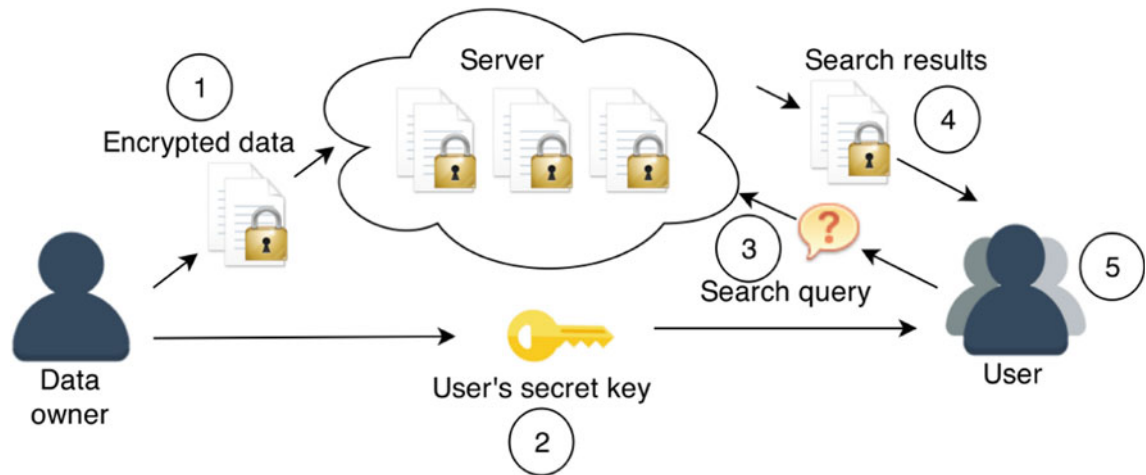 1
Encrypted data
Server
Search results
4
3
Search query
?
5
Data
owner
User's secret key
2
User